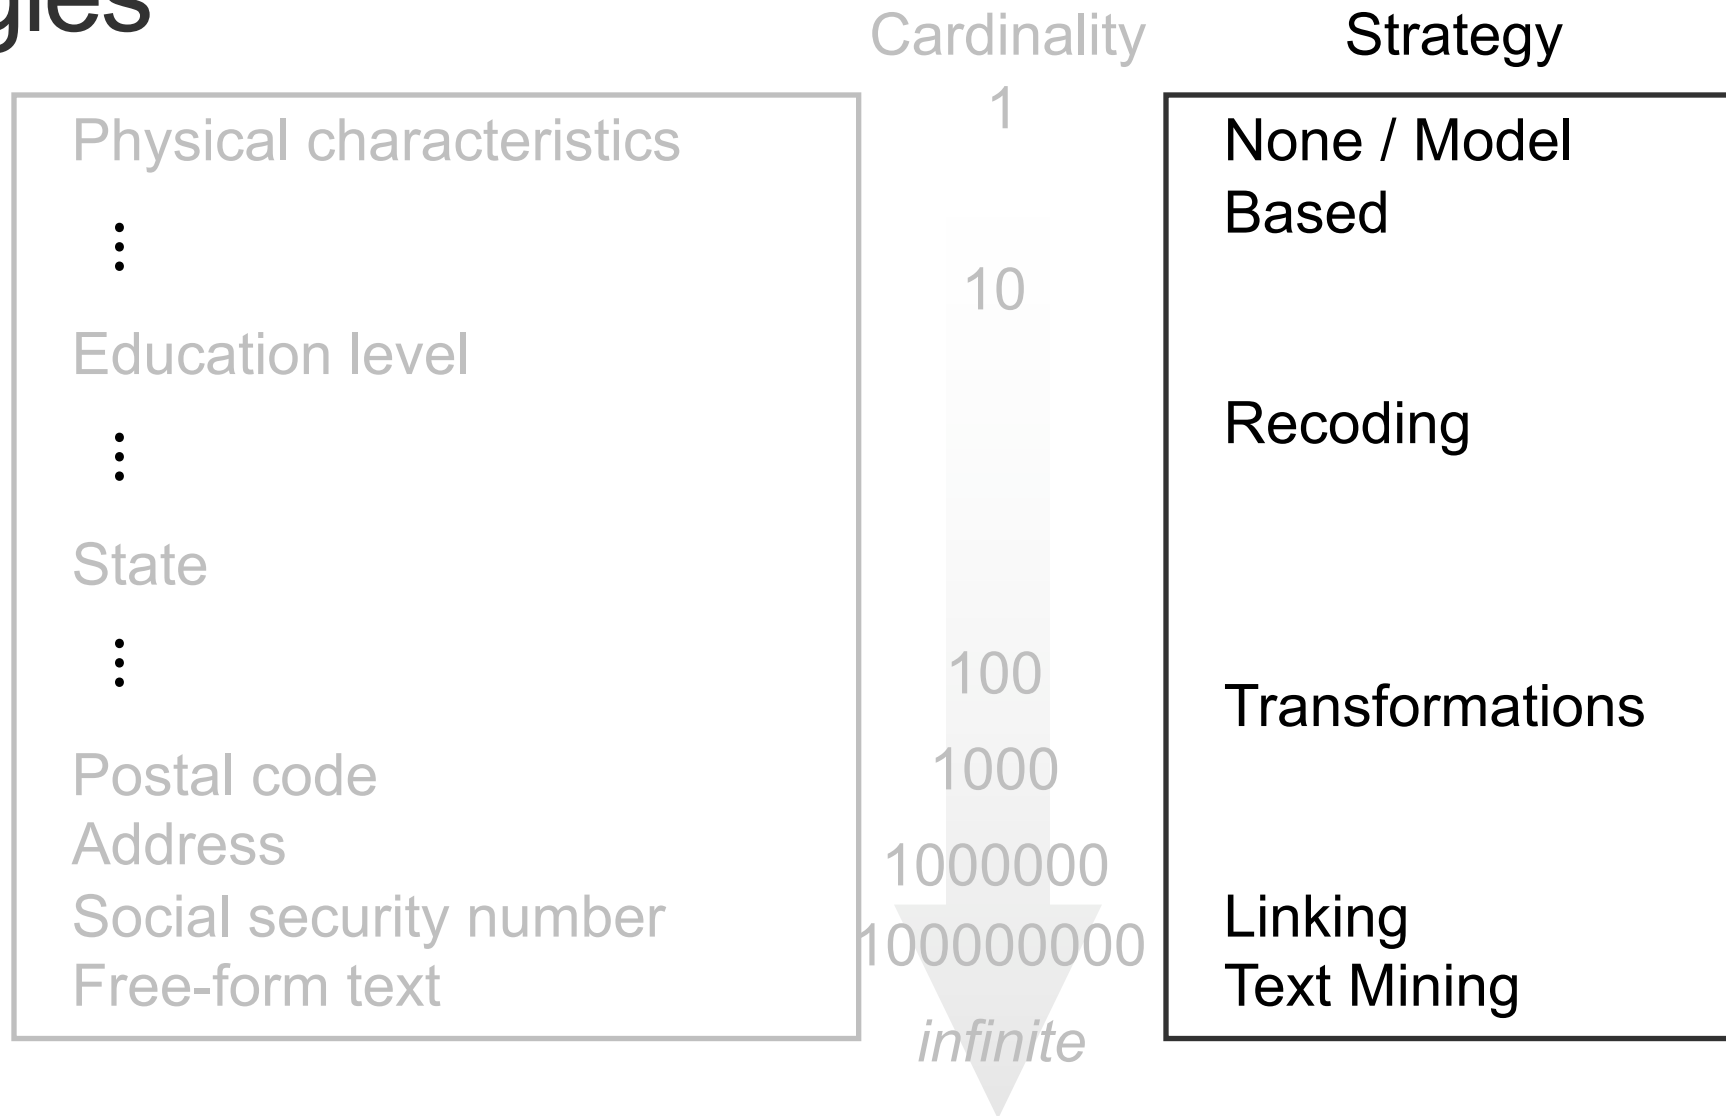 Cardinality
Strategy
Physical characteristics
⋮
Education level
⋮
State
⋮
Postal code
Address
Social security number
Free-form text
1
10
100
1000
1000000
100000000
infinite
None / Model
Based
Recoding
Transformations
Linking
Text Mining